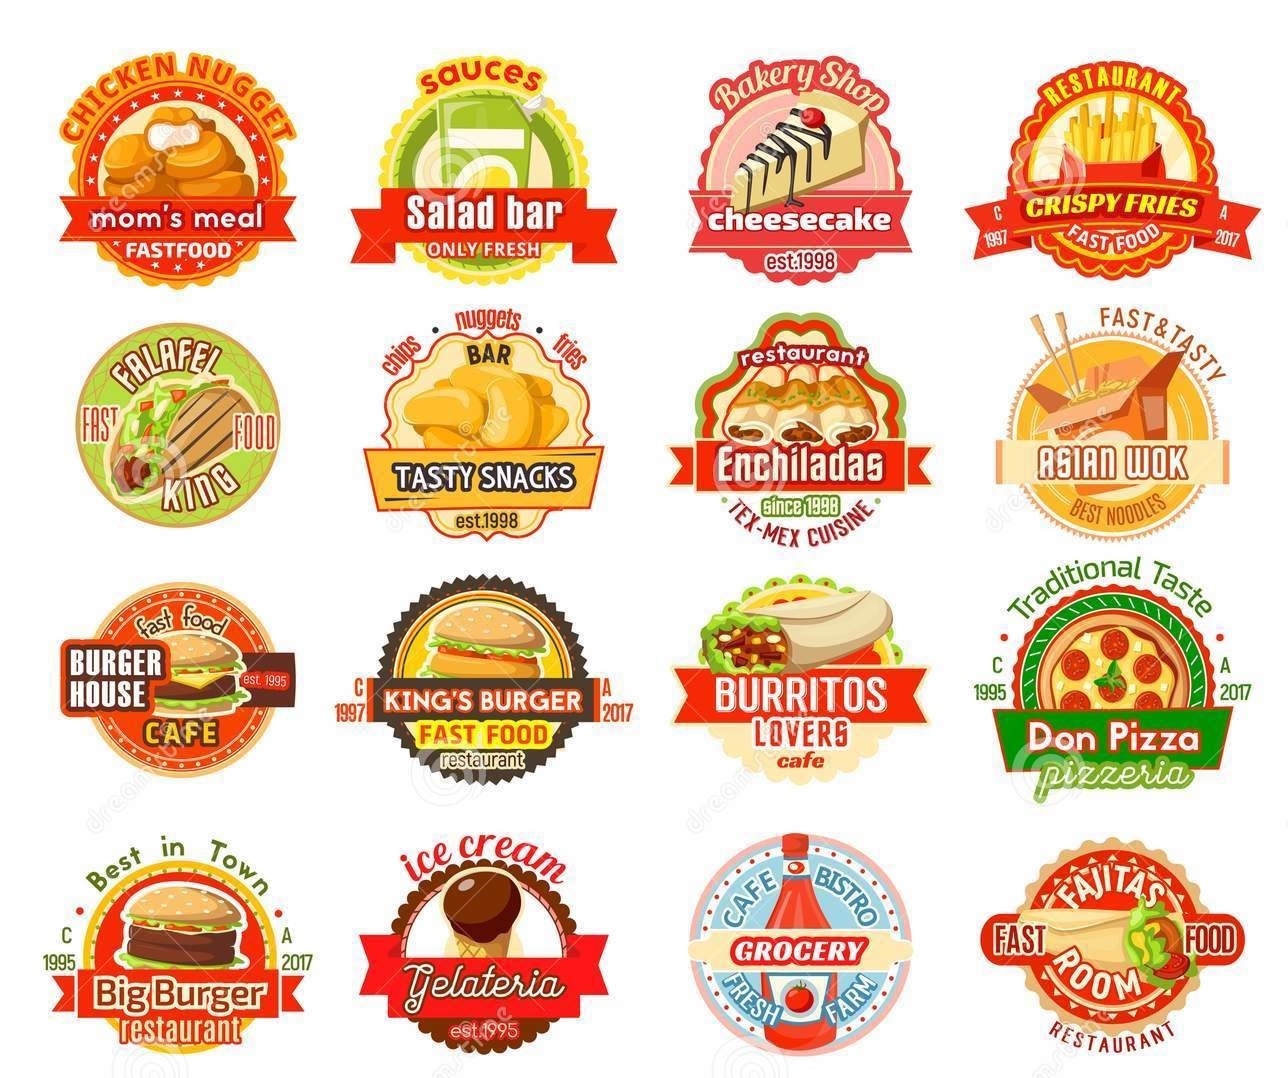 CHICKEN NUGGET
mom's meal
FASTFOOD
sauces
Salad bar
ONLY FRESH
Bakery Shop
cheesecake
est.1998
RESTAURANT
CRISPY FRIES
C A
1997 2017
FAST FOOD
FALAFEL
FAST FOOD
KING
chips • nuggets • fries
BAR
TASTY SNACKS
est.1998
restaurant
Enchiladas
since 1998
TEX-MEX CUISINE
FAST & TASTY
ASIAN WOK
BEST NOODLES
fast food
BURGER
HOUSE
est. 1995
CAFE
C A
1997 2017
KING'S BURGER
FAST FOOD
restaurant
BURRITOS
LOVERS
cafe
Traditional Taste
C A
1995 2017
Don Pizza
pizzeria
Best in Town
C A
1995 2017
Big Burger
restaurant
ice cream
Gelateria
est.1995
CAFE BISTRO
GROCERY
FRESH FARM
FAJITAS
FAST FOOD
ROOM
RESTAURANT